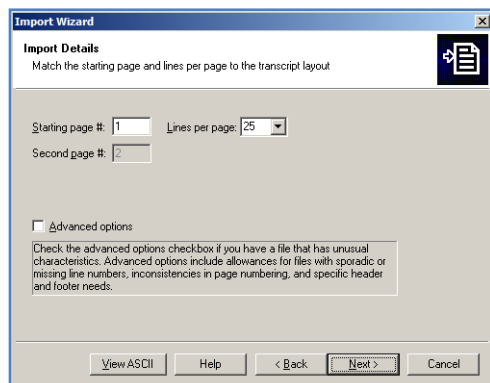 Import Wizard
Import Details
Match the starting page and lines per page to the transcript layout
Starting page #: 1 Lines per page: 25
Second page #: 2
Advanced options
Check the advanced options checkbox if you have a file that has unusual
characteristics. Advanced options include allowances for files with sporadic or
missing line numbers, inconsistencies in page numbering, and specific header
and footer needs.
View ASCII Help < Back Next > Cancel